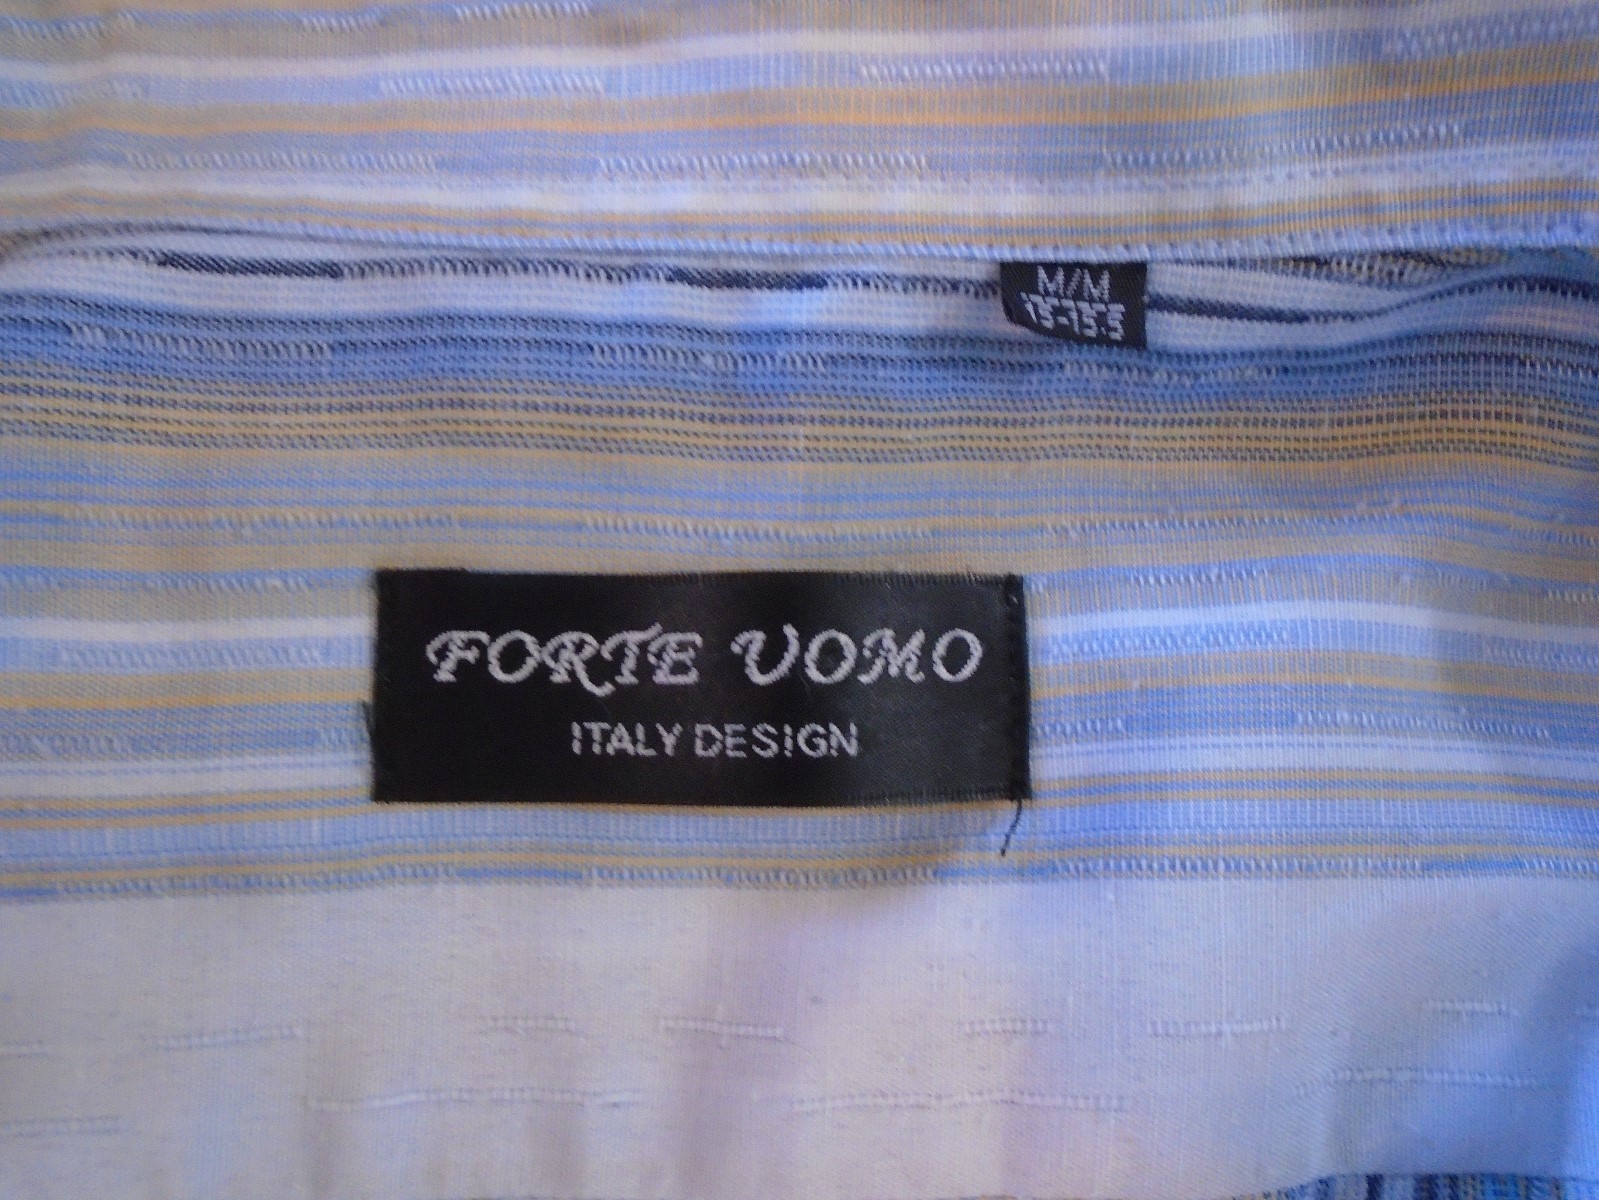 M/M
15-15.5
FORTE UOMO
ITALY DESIGN